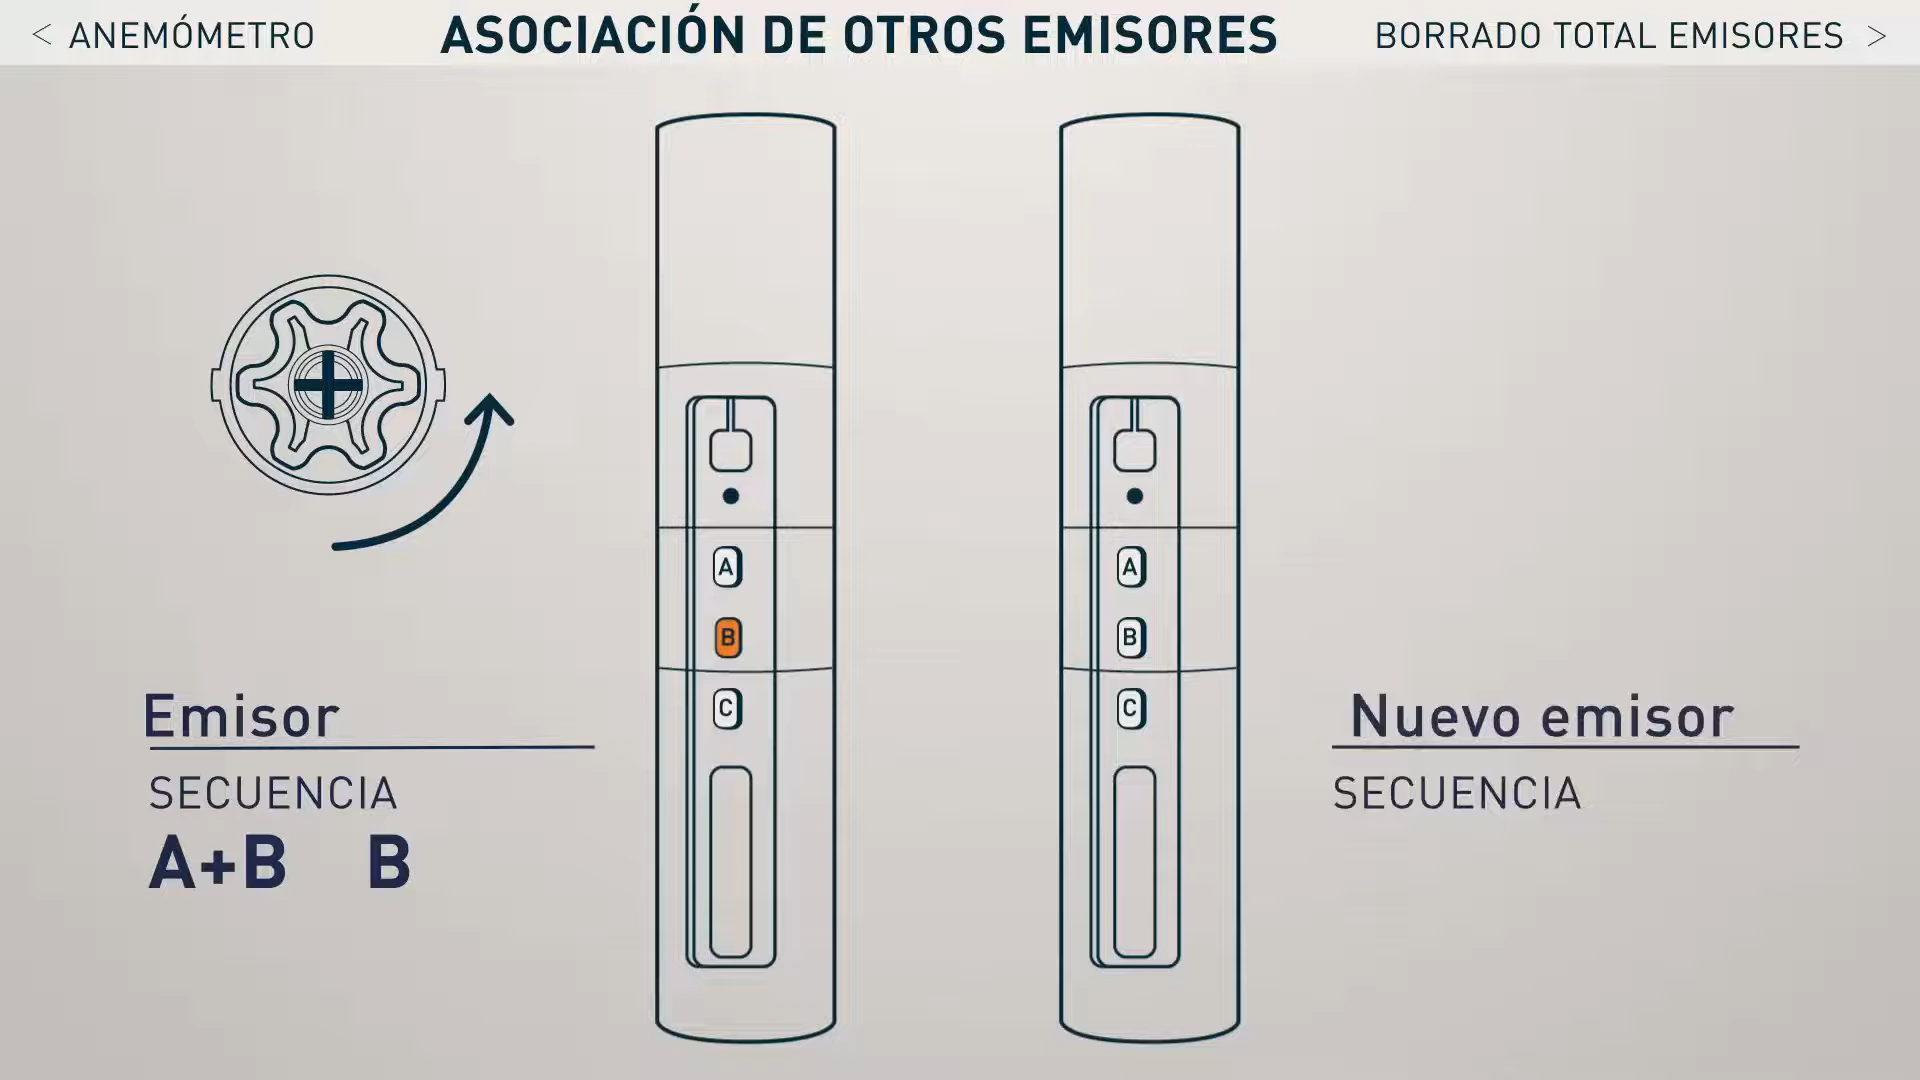 < ANEMÓMETRO
ASOCIACIÓN DE OTROS EMISORES
BORRADO TOTAL EMISORES >
A
B
C
A
B
C
Emisor
SECUENCIA
A+B B
Nuevo emisor
SECUENCIA